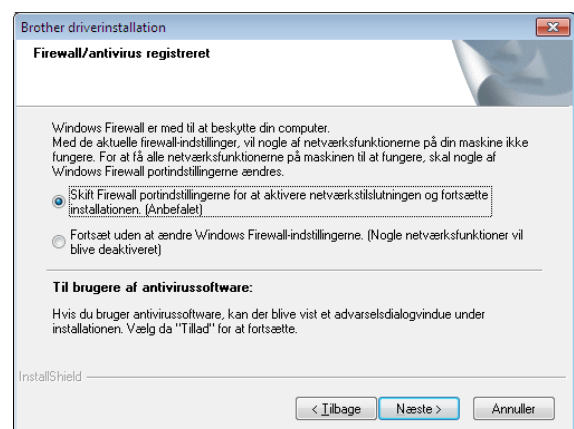 Brother driverinstallation
Firewall/antivirus registreret
Windows Firewall er med til at beskytte din computer.
Med de aktuelle firewall-indstillinger, vil nogle af netværksfunktionerne på din maskine ikke
fungere. For at få alle netværksfunktionerne på maskinen til at fungere, skal nogle af
Windows Firewall portindstillingerne ændres.
Skift Firewall portindstillingerne for at aktivere netværkstilslutningen og fortsætte
installationen. (Anbefalet)
Fortsæt uden at ændre Windows Firewall-indstillingerne. (Nogle netværksfunktioner vil
blive deaktiveret)
Til brugere af antivirussoftware:
Hvis du bruger antivirussoftware, kan der blive vist et advarselsdialogvindue under
installationen. Vælg da "Tillad" for at fortsætte.
InstallShield
< Tilbage Næste > Annuller